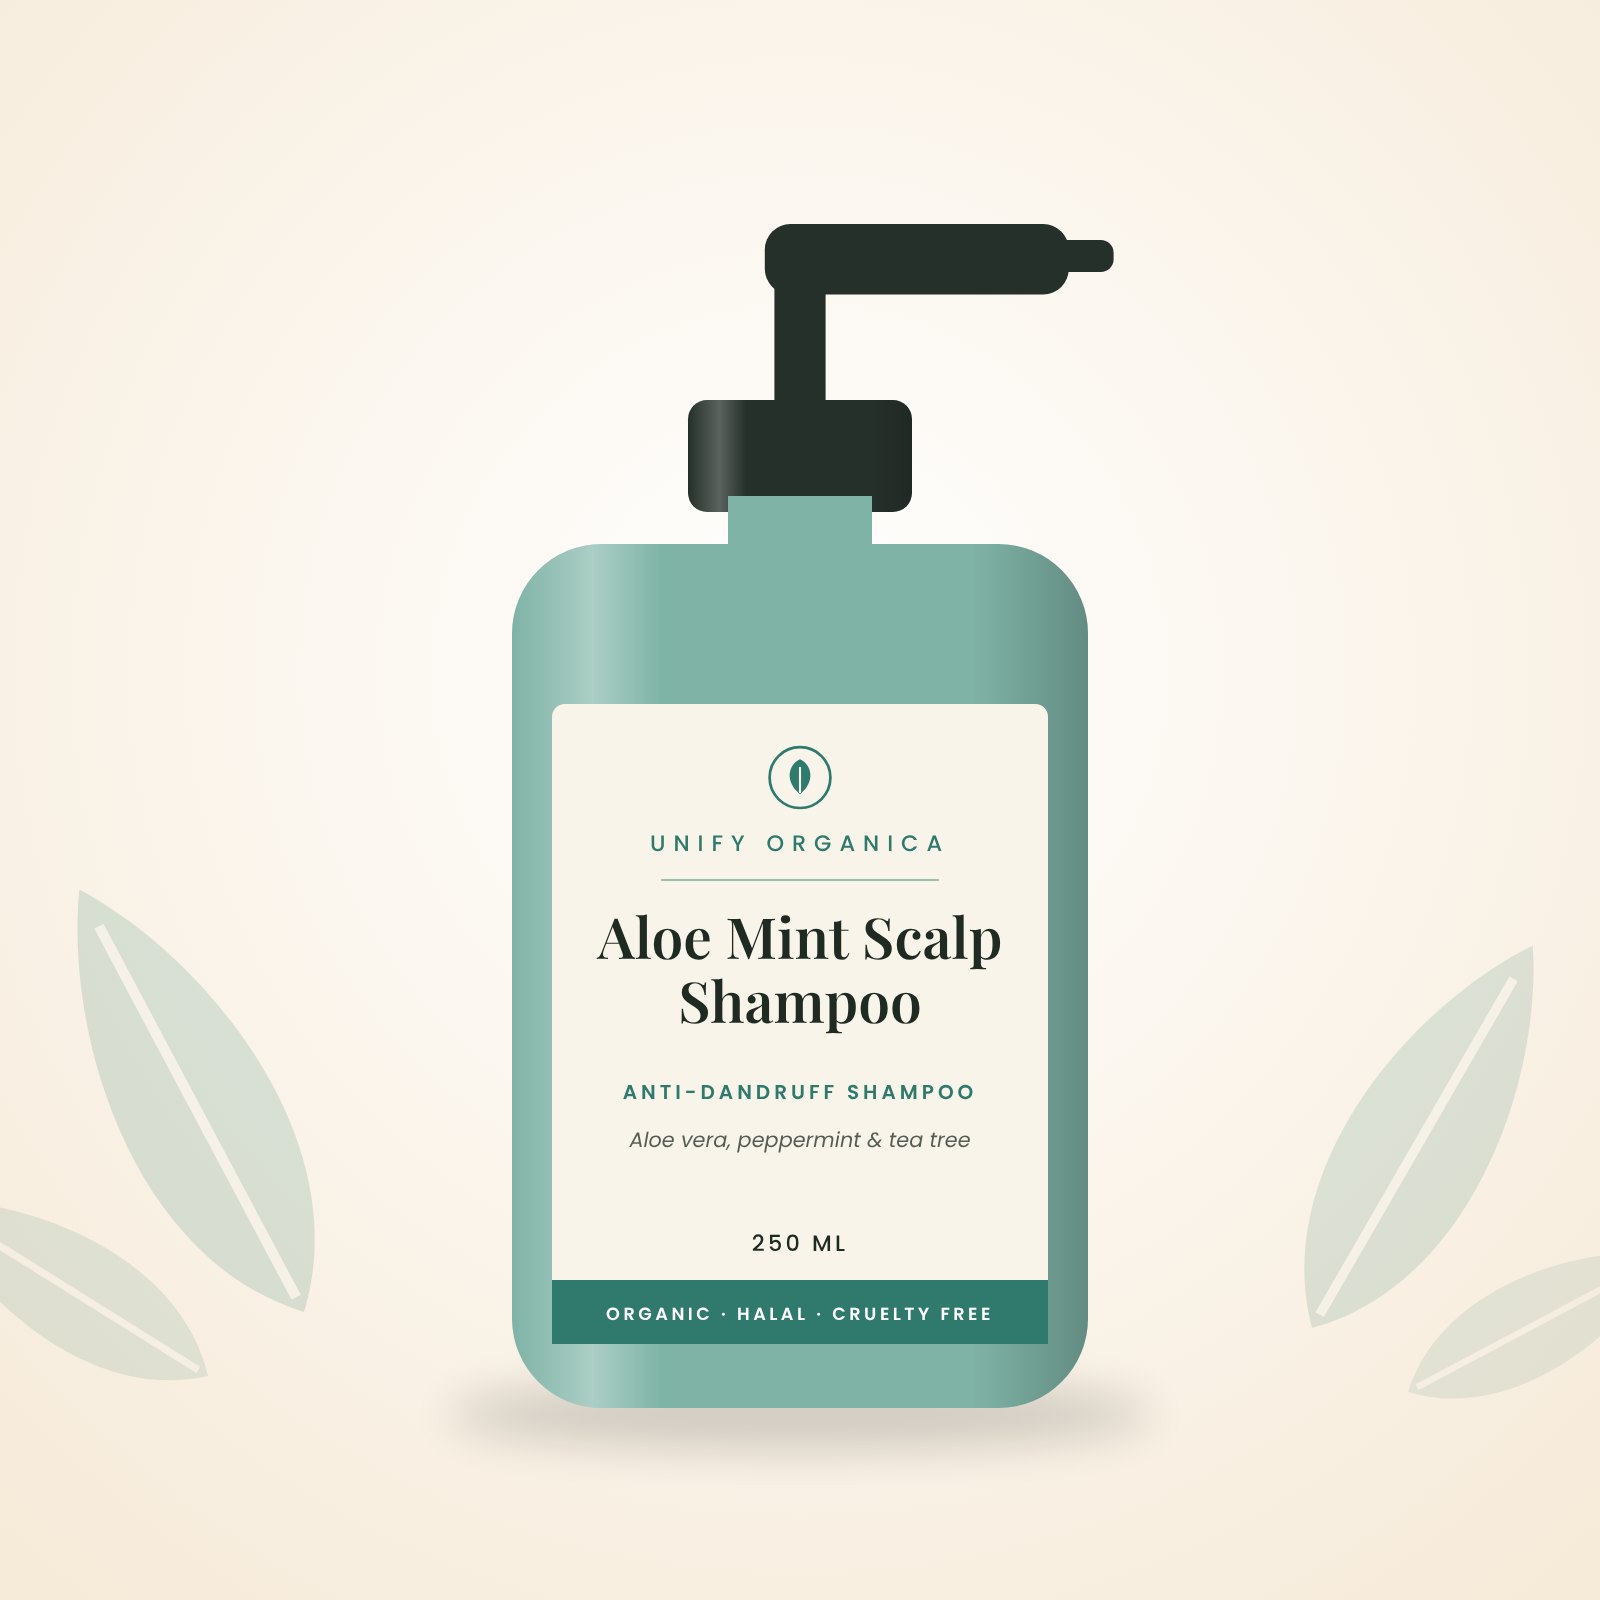 UNIFY ORGANICA
Aloe Mint Scalp
Shampoo
ANTI-DANDRUFF SHAMPOO
Aloe vera, peppermint & tea tree
250 ML
ORGANIC · HALAL · CRUELTY FREE